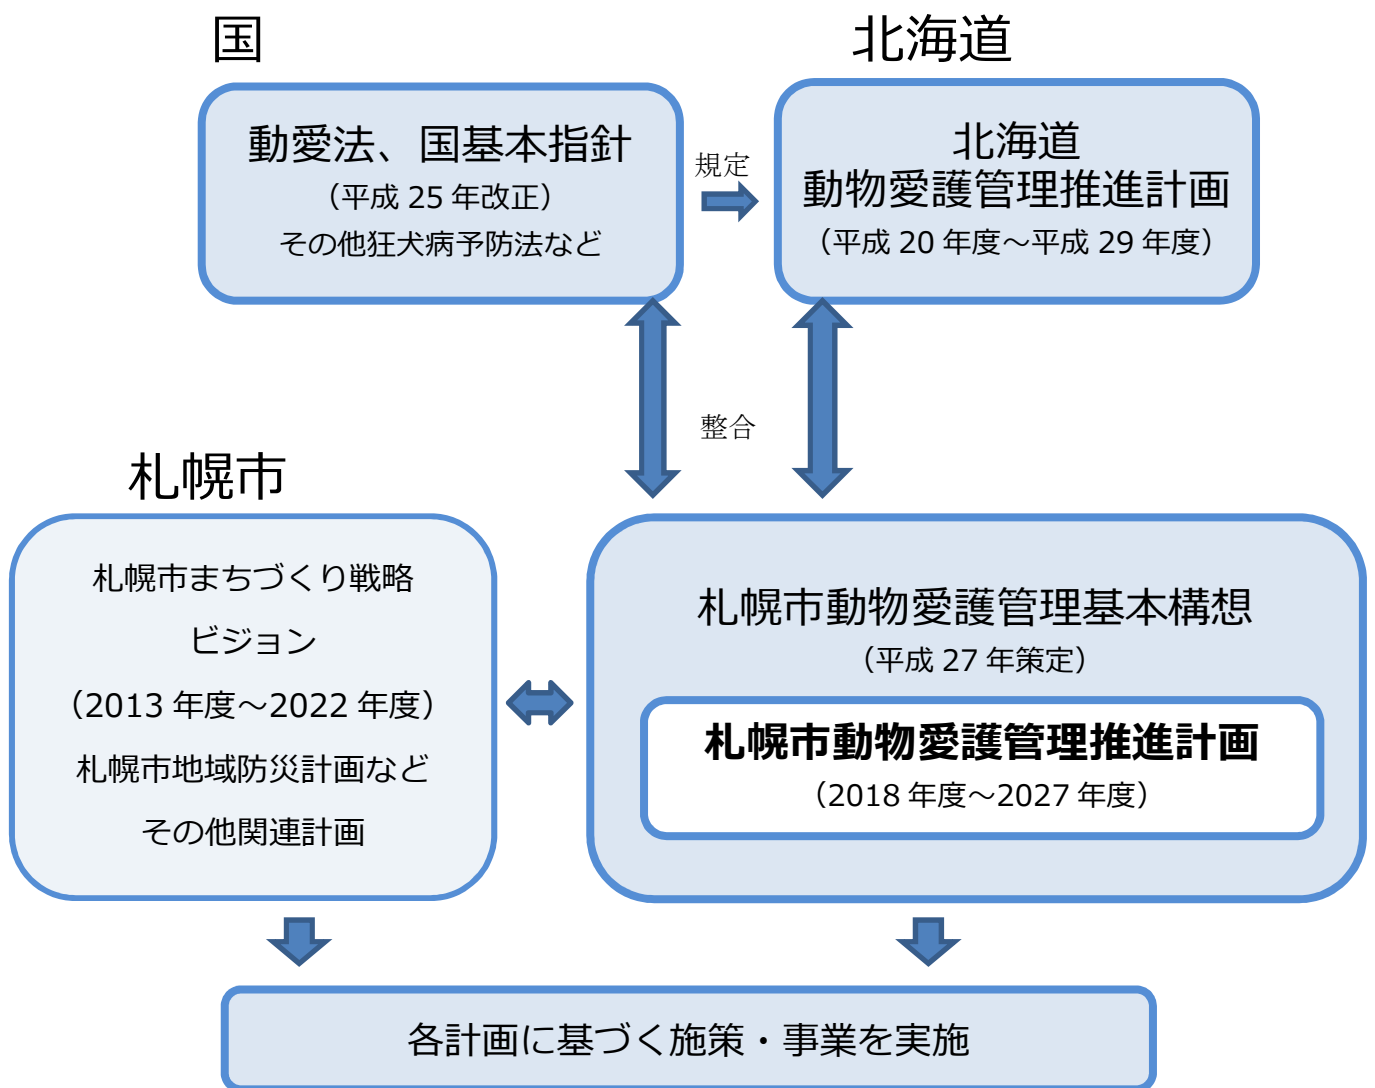 国
北海道
動愛法、国基本指針
（平成 25 年改正）
その他狂犬病予防法など
規定
北海道
動物愛護管理推進計画
（平成 20 年度～平成 29 年度）
整合
札幌市
札幌市まちづくり戦略
ビジョン
（2013 年度～2022 年度）
札幌市地域防災計画など
その他関連計画
札幌市動物愛護管理基本構想
（平成 27 年策定）
札幌市動物愛護管理推進計画
（2018 年度～2027 年度）
各計画に基づく施策・事業を実施